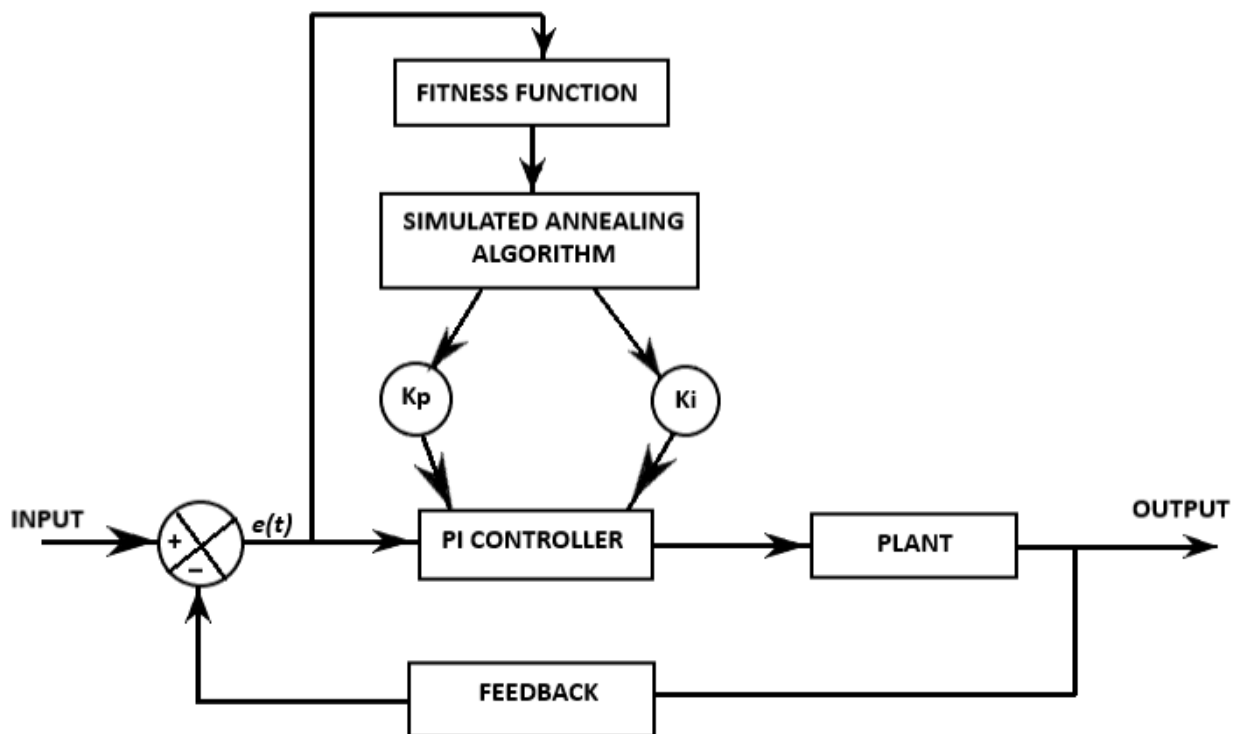 FITNESS FUNCTION
SIMULATED ANNEALING
ALGORITHM
Kp
Ki
INPUT
+
−
e(t)
PI CONTROLLER
PLANT
OUTPUT
FEEDBACK